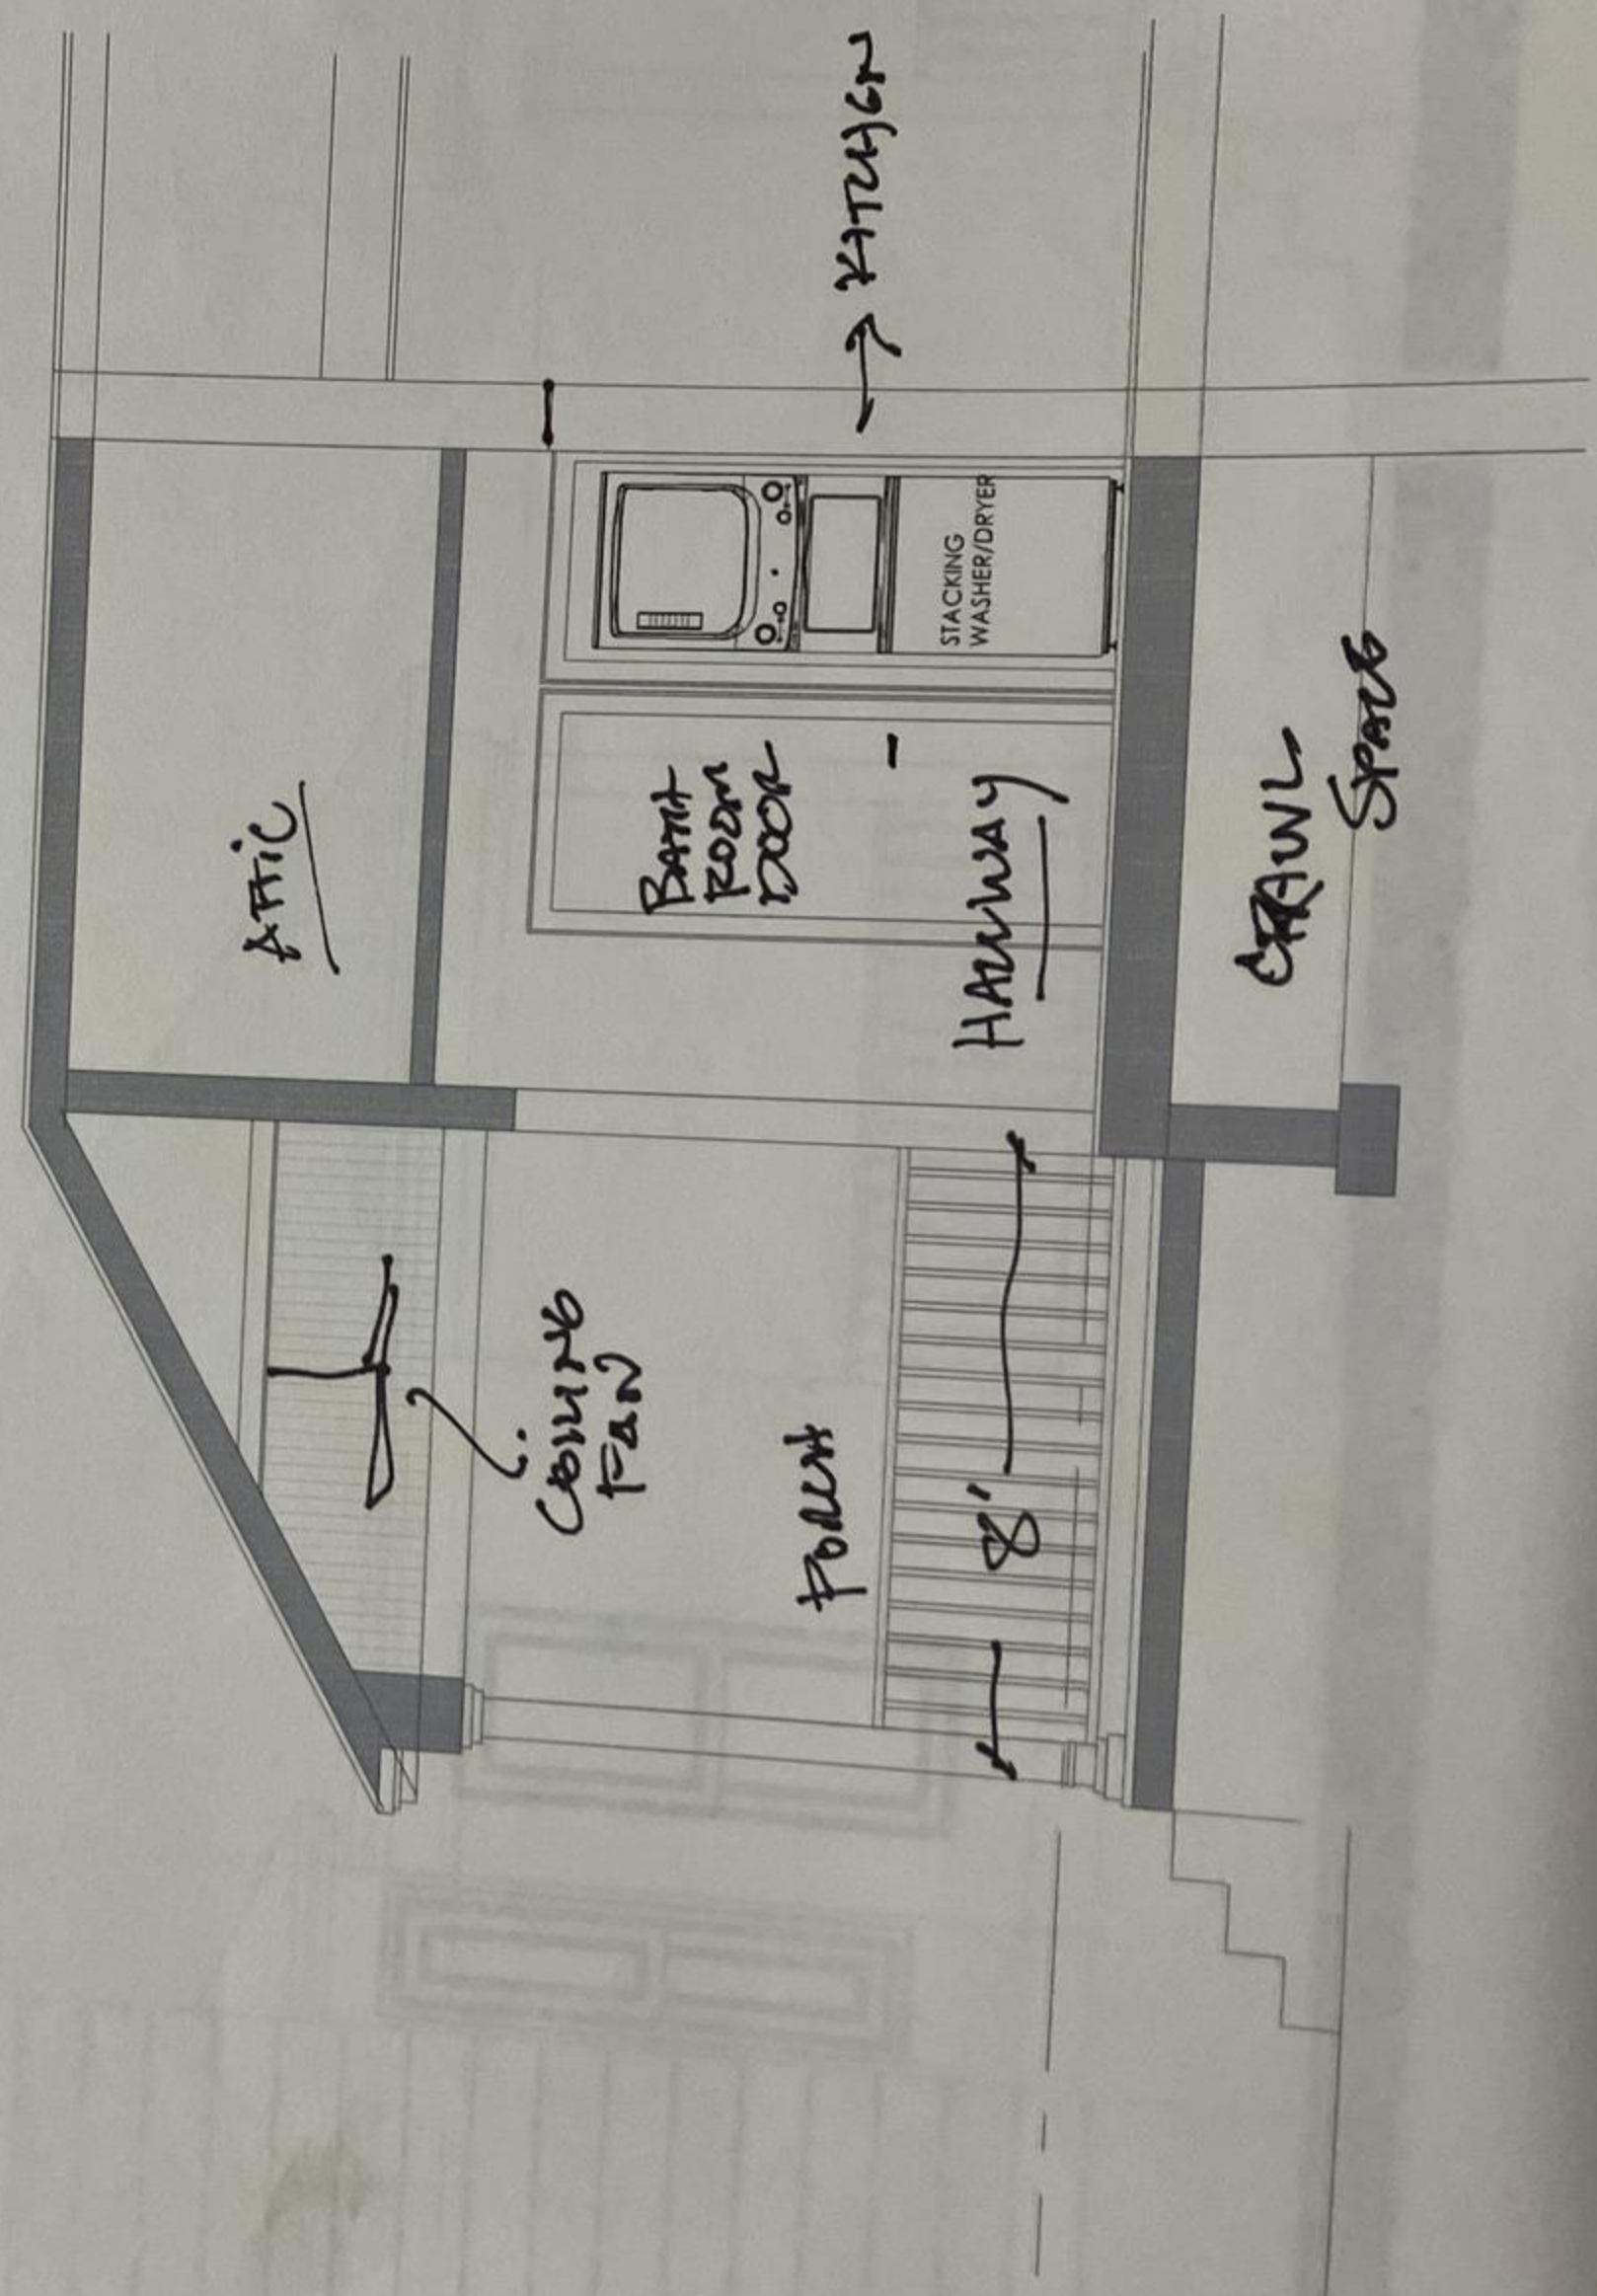 ATTIC
CEILING
FAN
BATH
ROOM
DOOR
→ KITCHEN
PORCH
STACKING
WASHER/DRYER
8'
HALLWAY
CRAWL
SPACE